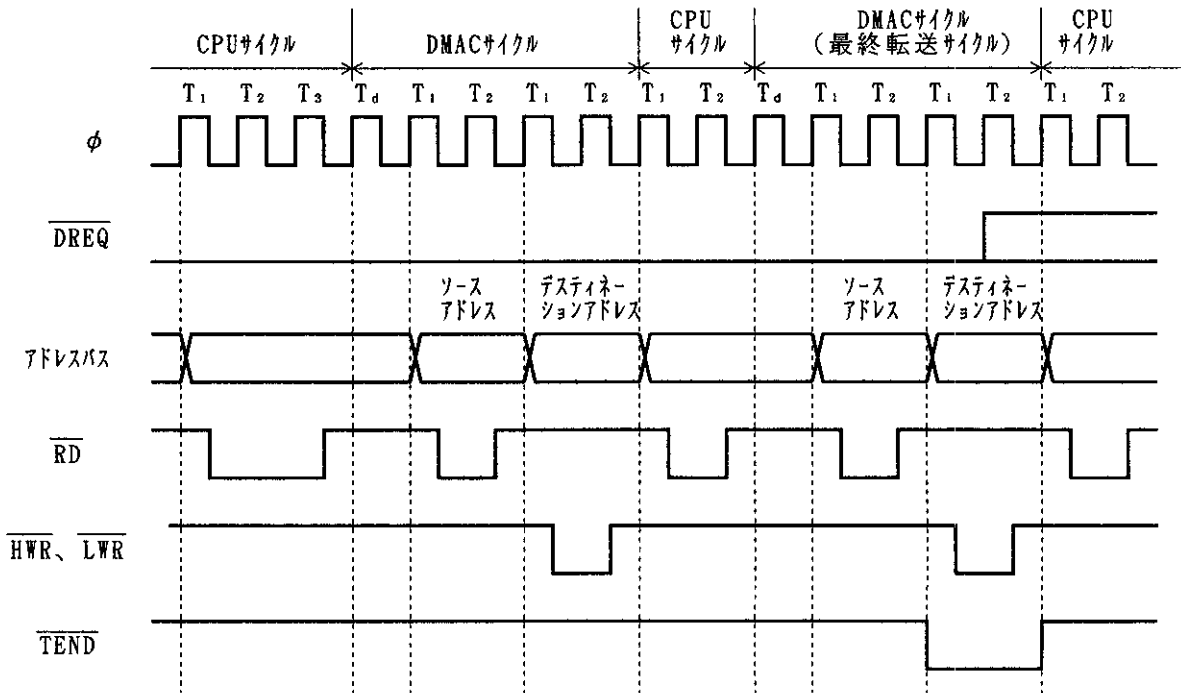 CPUサイクル
DMACサイクル
CPU
サイクル
DMACサイクル
（最終転送サイクル）
CPU
サイクル
T₁ T₂ T₃ Td T₁ T₂ T₁ T₂ T₁ T₂ Td T₁ T₂ T₁ T₂ T₁ T₂
φ
DREQ
ソース
アドレス
デスティネー
ションアドレス
ソース
アドレス
デスティネー
ションアドレス
アドレスバス
RD
HWR、LWR
TEND